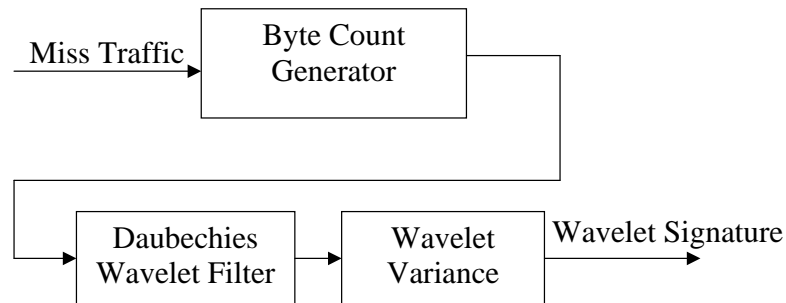 Miss Traffic
Byte Count
Generator
Daubechies
Wavelet Filter
Wavelet
Variance
Wavelet Signature